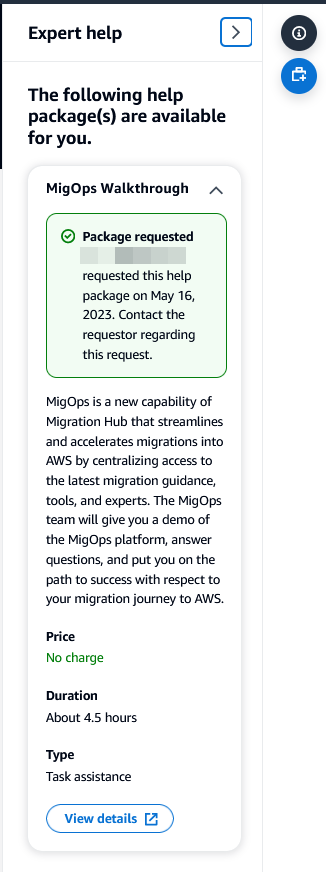 Expert help
The following help
package(s) are available
for you.
MigOps Walkthrough
Package requested
requested this help
package on May 16,
2023. Contact the
requestor regarding
this request.
MigOps is a new capability of
Migration Hub that streamlines
and accelerates migrations into
AWS by centralizing access to
the latest migration guidance,
tools, and experts. The MigOps
team will give you a demo of
the MigOps platform, answer
questions, and put you on the
path to success with respect to
your migration journey to AWS.
Price
No charge
Duration
About 4.5 hours
Type
Task assistance
View details